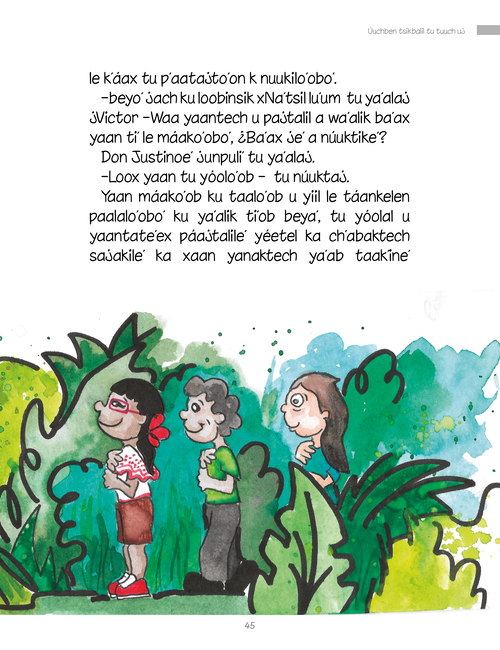 Úuchben tsikbalil tu tuuch uj
le k'áax tu p'aatajto'on k nuukilo'obo'.
–beyo' jach ku loobinsik xNa'tsil lu'um tu ya'alaj
jVictor –Waa yaantech u pajtalil a wa'alik ba'ax
yaan ti' le máako'obo', ¿Ba'ax je' a núuktike'?
Don Justinoe' junpuli' tu ya'alaj.
–Loox yaan tu yóolo'ob – tu núuktaj.
Yaan máako'ob ku taalo'ob u yiil le táankelen
paalalo'obo' ku ya'alik ti'ob beya', tu yóolal u
yaantate'ex páajtalile' yéetel ka ch'abaktech
sajakile' ka xaan yanaktech ya'ab taak'ine'
45